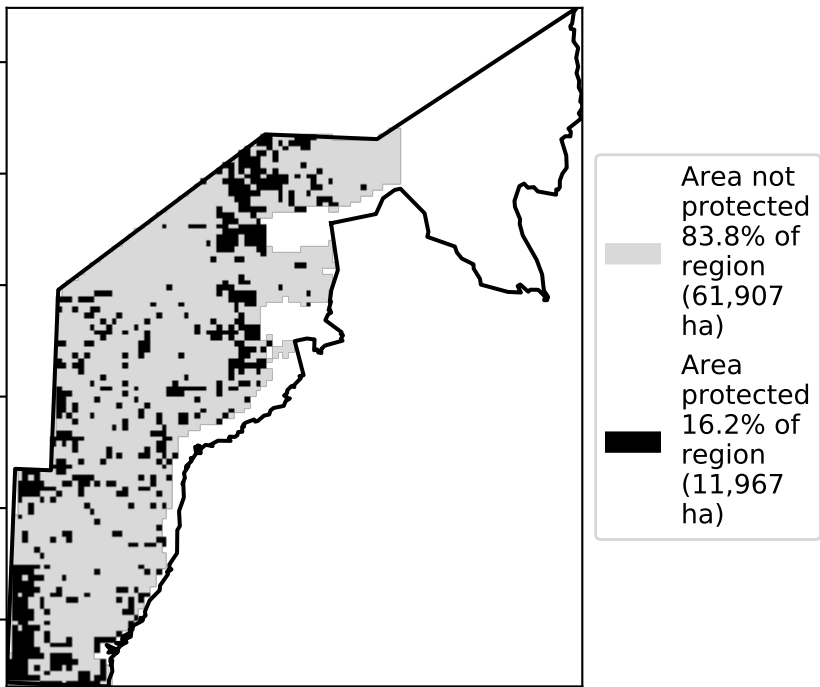 Area not
protected
83.8% of
region
(61,907
ha)
Area
protected
16.2% of
region
(11,967
ha)